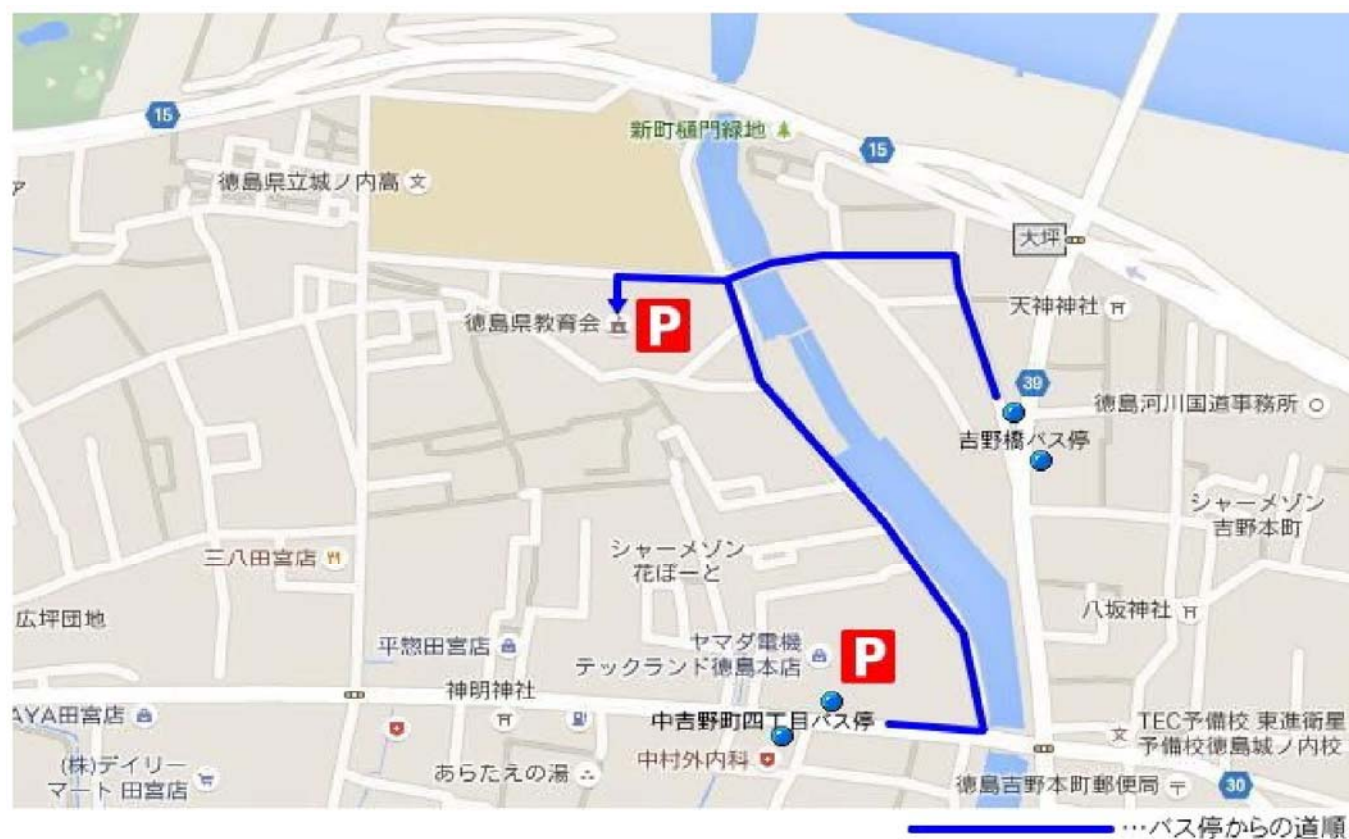 15
新町樋門緑地
15
ア
徳島県立城ノ内高 文
大坪
天神神社
徳島県教育会
P
39
徳島河川国道事務所
吉野橋バス停
シャーメゾン
吉野本町
三八田宮店
シャーメゾン
花ぽーと
広坪団地
八坂神社
平惣田宮店
ヤマダ電機
テックランド徳島本店
P
神明神社
AYA田宮店
中吉野町四丁目バス停
文
TEC予備校 東進衛星
予備校徳島城ノ内校
中村外内科
(株)デイリー
マート 田宮店
あらたえの湯
徳島吉野本町郵便局 〒
30
…バス停からの道順